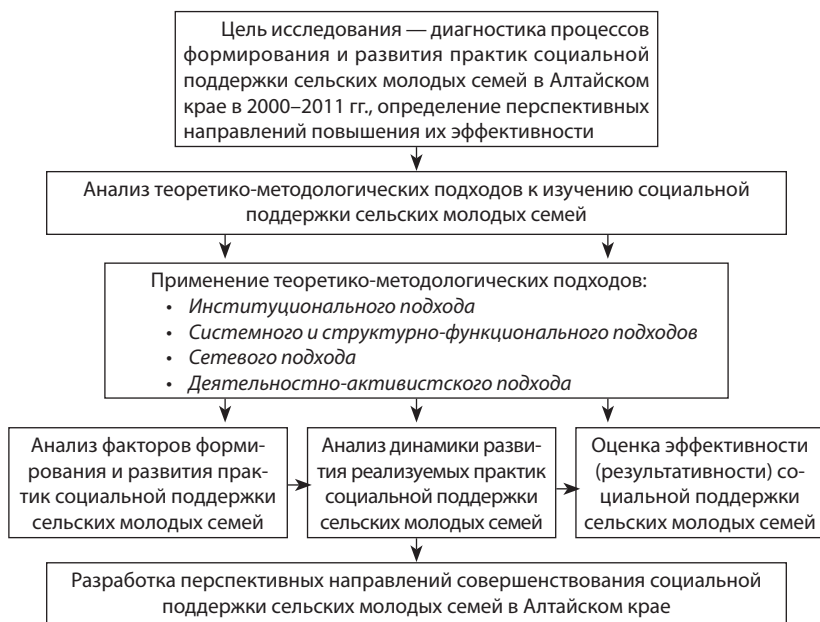 Цель исследования — диагностика процессов
формирования и развития практик социальной
поддержки сельских молодых семей в Алтайском
крае в 2000–2011 гг., определение перспективных
направлений повышения их эффективности
Анализ теоретико-методологических подходов к изучению социальной
поддержки сельских молодых семей
Применение теоретико-методологических подходов:
• Институционального подхода
• Системного и структурно-функционального подходов
• Сетевого подхода
• Деятельностно-активистского подхода
Анализ факторов форми-
рования и развития прак-
тик социальной поддержки
сельских молодых семей
Анализ динамики разви-
тия реализуемых практик
социальной поддержки
сельских молодых семей
Оценка эффективности
(результативности) со-
циальной поддержки
сельских молодых семей
Разработка перспективных направлений совершенствования социальной
поддержки сельских молодых семей в Алтайском крае